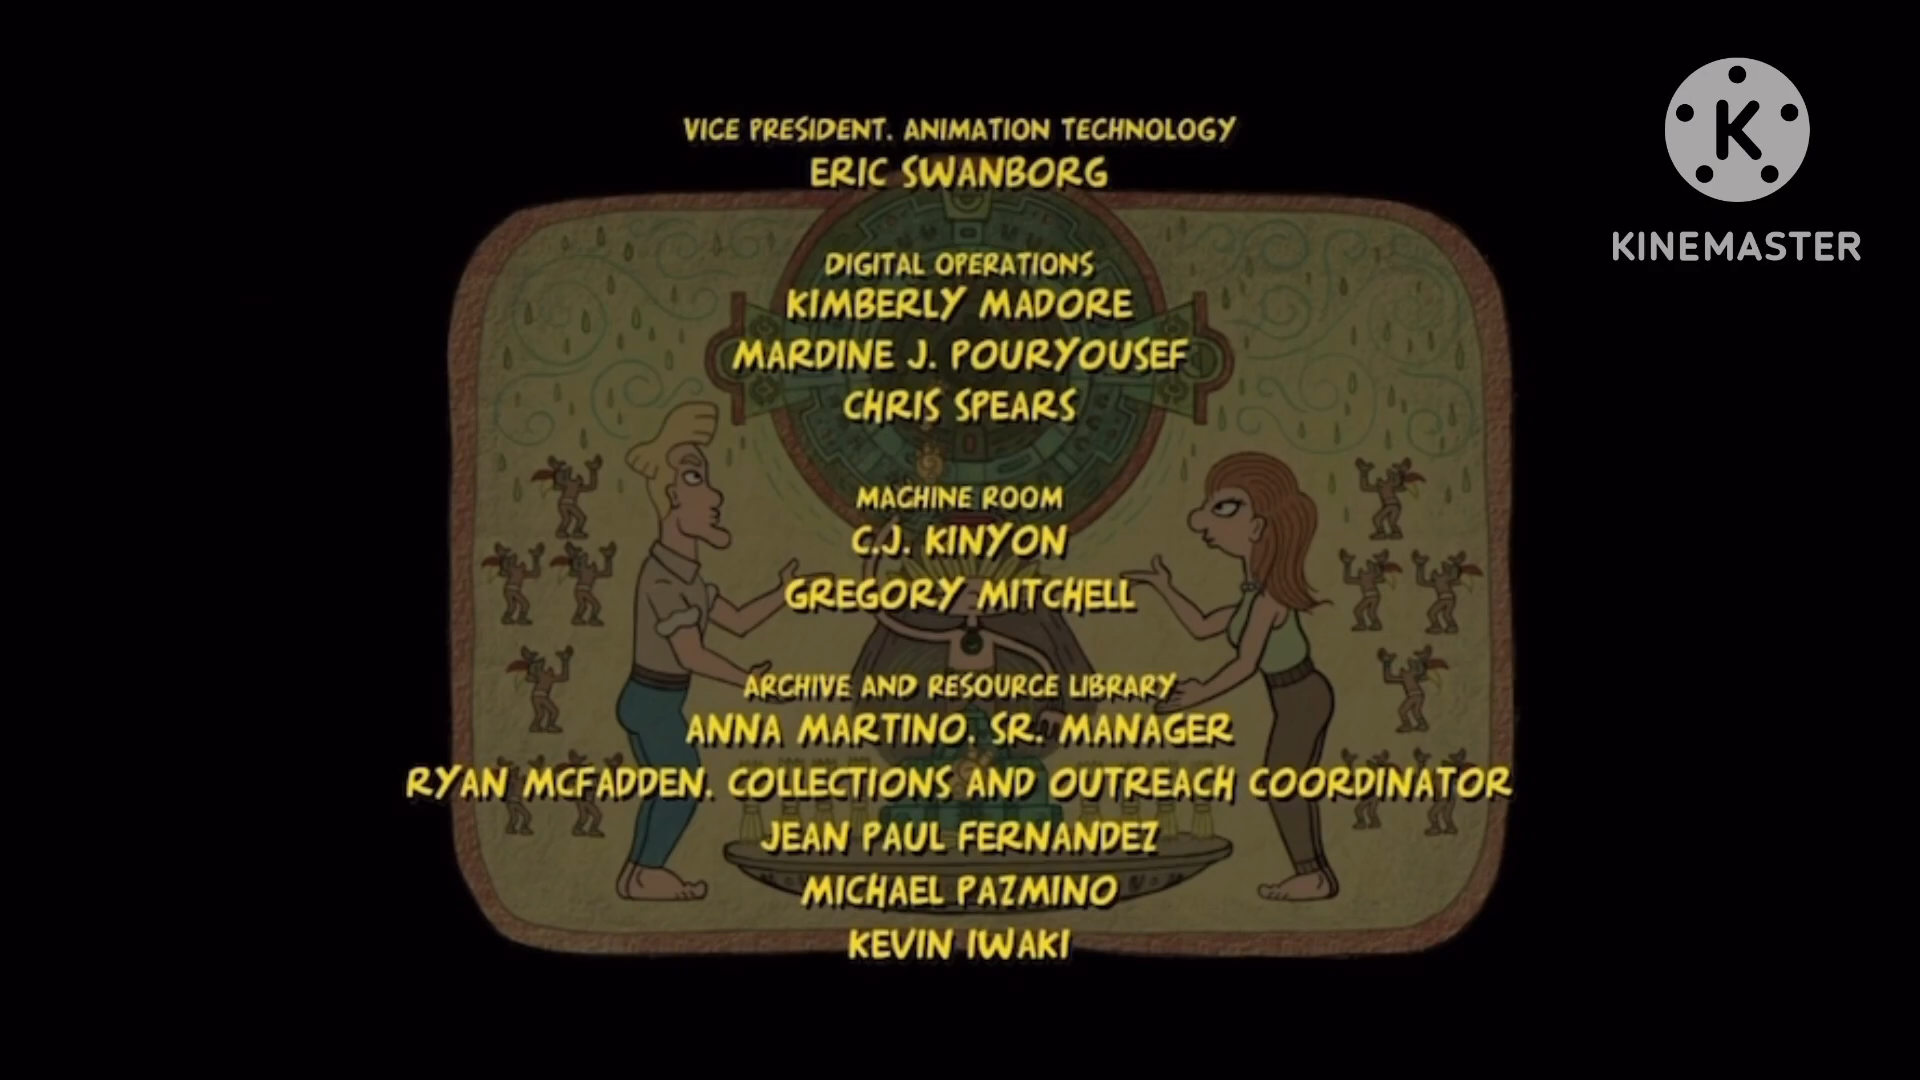 VICE PRESIDENT. ANIMATION TECHNOLOGY
ERIC SWANBORG
DIGITAL OPERATIONS
KIMBERLY MADORE
MARDINE J. POURYOUSEF
CHRIS SPEARS
MACHINE ROOM
C.J. KINYON
GREGORY MITCHELL
ARCHIVE AND RESOURCE LIBRARY
ANNA MARTINO. SR. MANAGER
RYAN MCFADDEN. COLLECTIONS AND OUTREACH COORDINATOR
JEAN PAUL FERNANDEZ
MICHAEL PAZMINO
KEVIN IWAKI
K
KINEMASTER